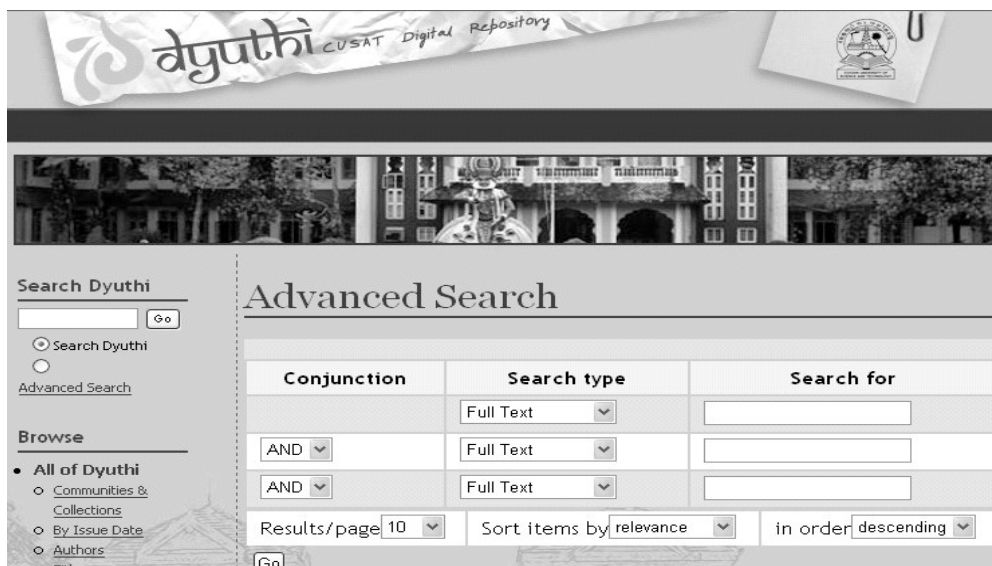 dyuthi CUSAT Digital Repository
Search Dyuthi
Go
Search Dyuthi
Advanced Search
Browse
All of Dyuthi
Communities &
Collections
By Issue Date
Authors
Advanced Search
Conjunction Search type Search for
Full Text
AND Full Text
AND Full Text
Results/page 10 Sort items by relevance in order descending
Go